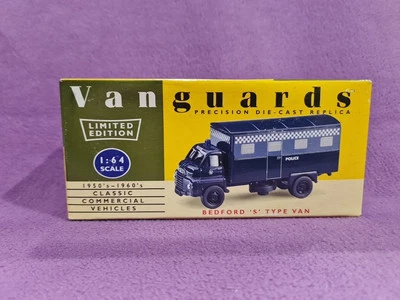 Vanguards
PRECISION DIE-CAST REPLICA
LIMITED
EDITION
1:64
SCALE
1950's-1960's
CLASSIC
COMMERCIAL
VEHICLES
POLICE
BEDFORD 'S' TYPE VAN